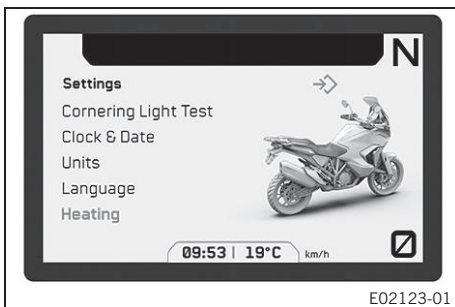 N
Settings
Cornering Light Test
Clock & Date
Units
Language
Heating
09:53 | 19°C km/h
E02123-01